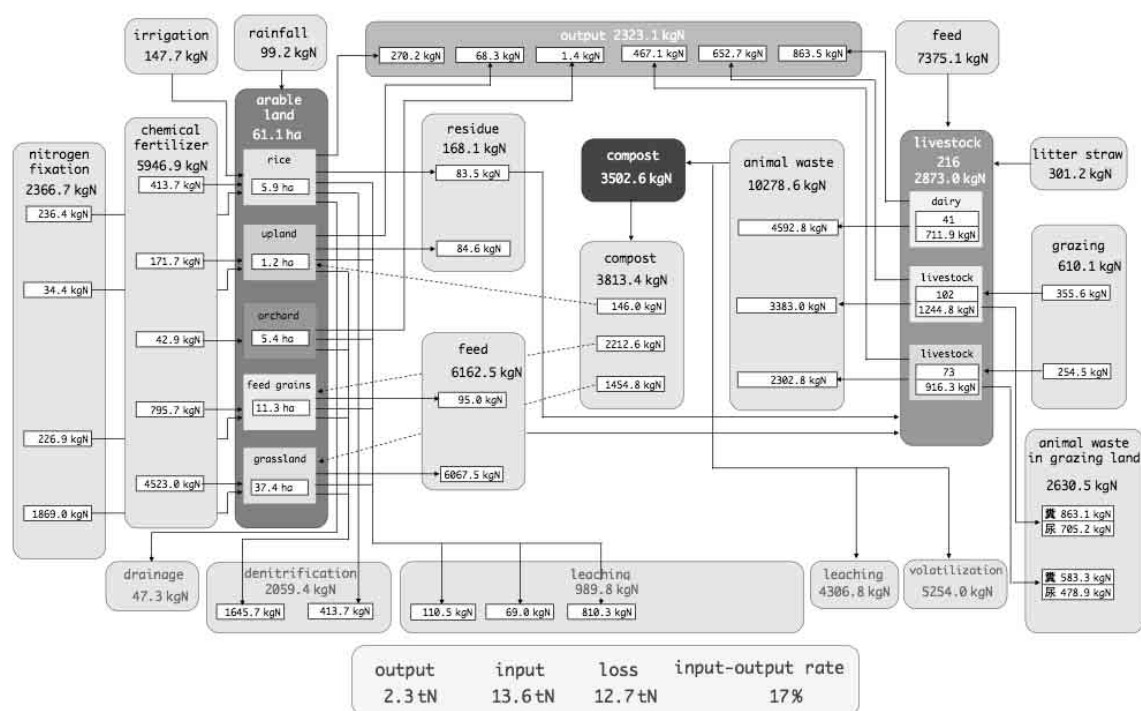 irrigation
147.7 kgN
rainfall
99.2 kgN
output 2323.1 kgN
270.2 kgN
68.3 kgN
1.4 kgN
467.1 kgN
652.7 kgN
863.5 kgN
feed
7375.1 kgN
nitrogen
fixation
2366.7 kgN
236.4 kgN
34.4 kgN
226.9 kgN
1869.0 kgN
chemical
fertilizer
5946.9 kgN
413.7 kgN
171.7 kgN
42.9 kgN
795.7 kgN
4523.0 kgN
arable
land
61.1 ha
rice
5.9 ha
upland
1.2 ha
orchard
5.4 ha
feed grains
11.3 ha
grassland
37.4 ha
residue
168.1 kgN
83.5 kgN
84.6 kgN
feed
6162.5 kgN
95.0 kgN
6067.5 kgN
compost
3502.6 kgN
compost
3813.4 kgN
146.0 kgN
2212.6 kgN
1454.8 kgN
animal waste
10278.6 kgN
4592.8 kgN
3383.0 kgN
2302.8 kgN
livestock
216
2873.0 kgN
dairy
41
711.9 kgN
livestock
102
1244.8 kgN
livestock
73
916.3 kgN
litter straw
301.2 kgN
grazing
610.1 kgN
355.6 kgN
254.5 kgN
animal waste
in grazing land
2630.5 kgN
糞 863.1 kgN
尿 705.2 kgN
糞 583.3 kgN
尿 478.9 kgN
drainage
47.3 kgN
denitrification
2059.4 kgN
1645.7 kgN
413.7 kgN
leaching
989.8 kgN
110.5 kgN
69.0 kgN
810.3 kgN
leaching
4306.8 kgN
volatilization
5254.0 kgN
output input loss input-output rate
2.3 tN 13.6 tN 12.7 tN 17%